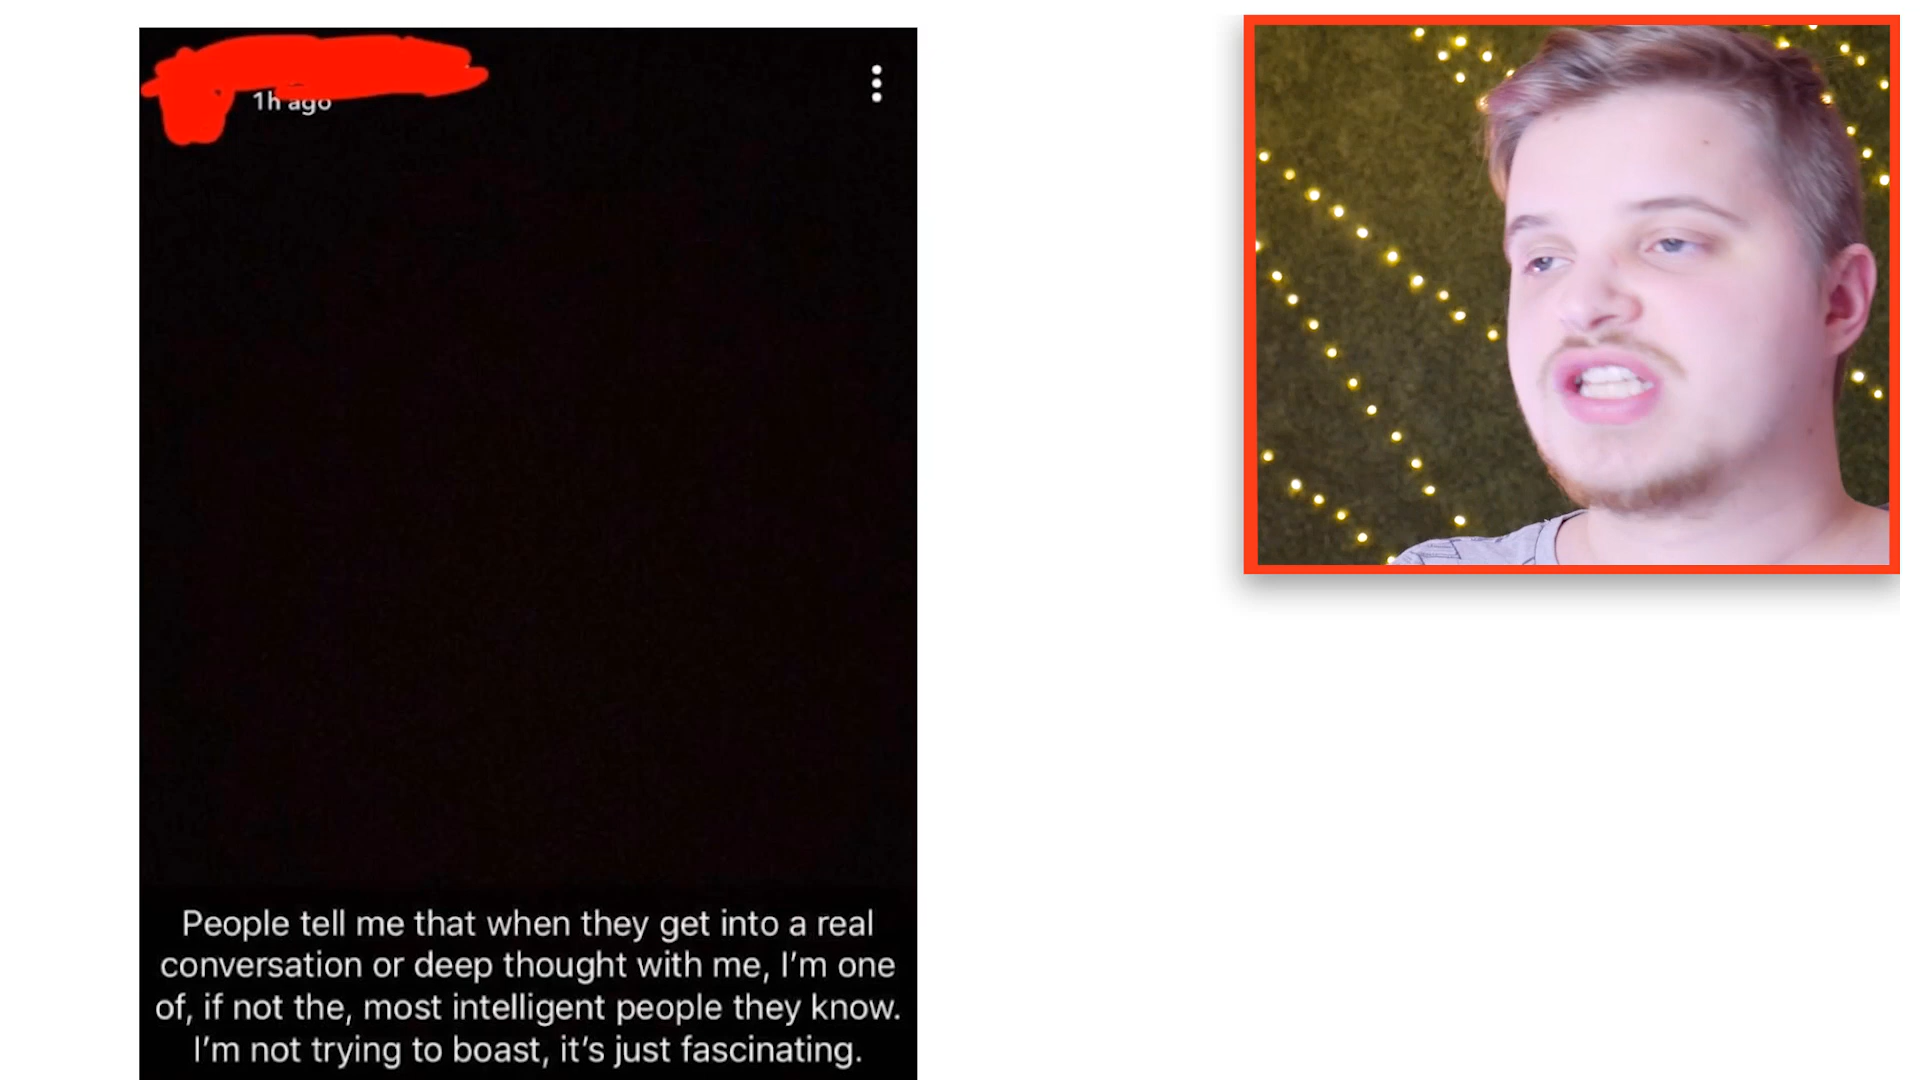 1h ago
People tell me that when they get into a real
conversation or deep thought with me, I'm one
of, if not the, most intelligent people they know.
I'm not trying to boast, it's just fascinating.